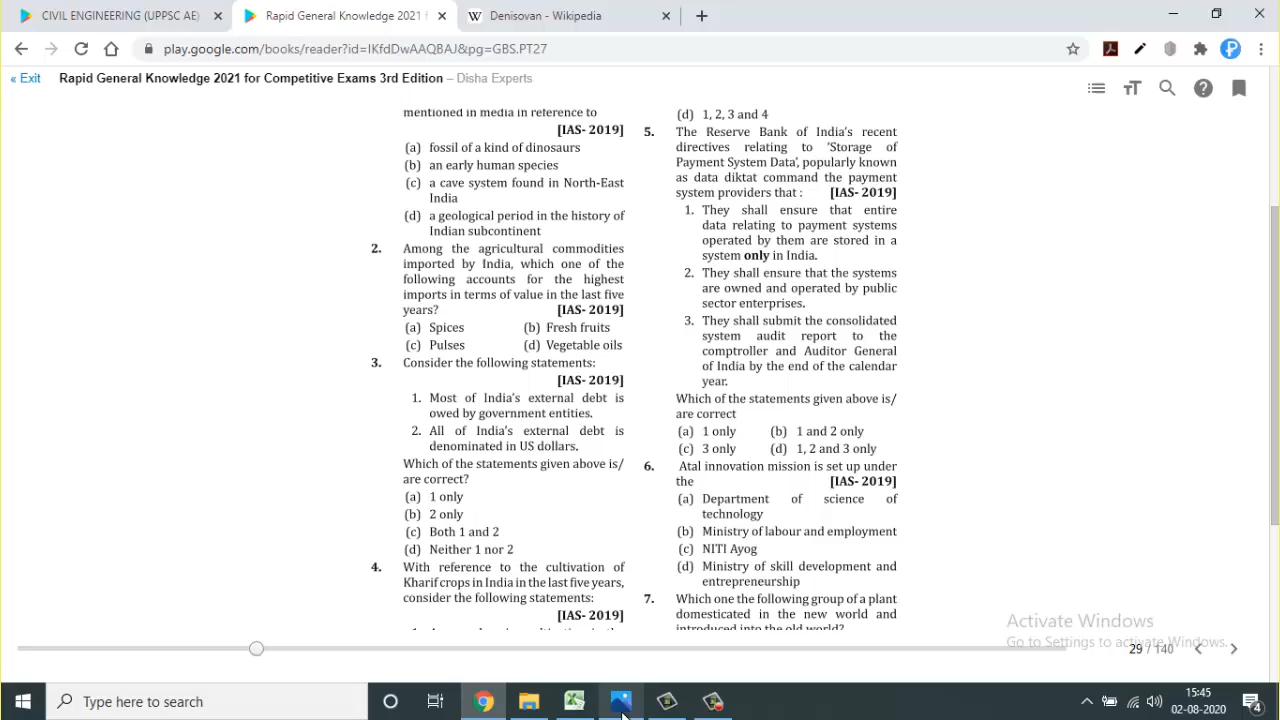 CIVIL ENGINEERING (UPPSC AE)
Rapid General Knowledge 2021 f
Denisovan - Wikipedia
play.google.com/books/reader?id=IKfdDwAAQBAJ&pg=GBS.PT27
« Exit Rapid General Knowledge 2021 for Competitive Exams 3rd Edition – Disha Experts
mentioned in media in reference to
[IAS- 2019]
(a) fossil of a kind of dinosaurs
(b) an early human species
(c) a cave system found in North-East
India
(d) a geological period in the history of
Indian subcontinent
2. Among the agricultural commodities
imported by India, which one of the
following accounts for the highest
imports in terms of value in the last five
years? [IAS- 2019]
(a) Spices (b) Fresh fruits
(c) Pulses (d) Vegetable oils
3. Consider the following statements:
[IAS- 2019]
1. Most of India's external debt is
owed by government entities.
2. All of India's external debt is
denominated in US dollars.
Which of the statements given above is/
are correct?
(a) 1 only
(b) 2 only
(c) Both 1 and 2
(d) Neither 1 nor 2
4. With reference to the cultivation of
Kharif crops in India in the last five years,
consider the following statements:
[IAS- 2019]
(d) 1, 2, 3 and 4
5. The Reserve Bank of India's recent
directives relating to 'Storage of
Payment System Data', popularly known
as data diktat command the payment
system providers that : [IAS- 2019]
1. They shall ensure that entire
data relating to payment systems
operated by them are stored in a
system only in India.
2. They shall ensure that the systems
are owned and operated by public
sector enterprises.
3. They shall submit the consolidated
system audit report to the
comptroller and Auditor General
of India by the end of the calendar
year.
Which of the statements given above is/
are correct
(a) 1 only (b) 1 and 2 only
(c) 3 only (d) 1, 2 and 3 only
6. Atal innovation mission is set up under
the [IAS- 2019]
(a) Department of science of
technology
(b) Ministry of labour and employment
(c) NITI Ayog
(d) Ministry of skill development and
entrepreneurship
7. Which one the following group of a plant
domesticated in the new world and
introduced into the old world?
Activate Windows
Go to Settings to activate Windows.
29 / 140
Type here to search
15:45
02-08-2020
4